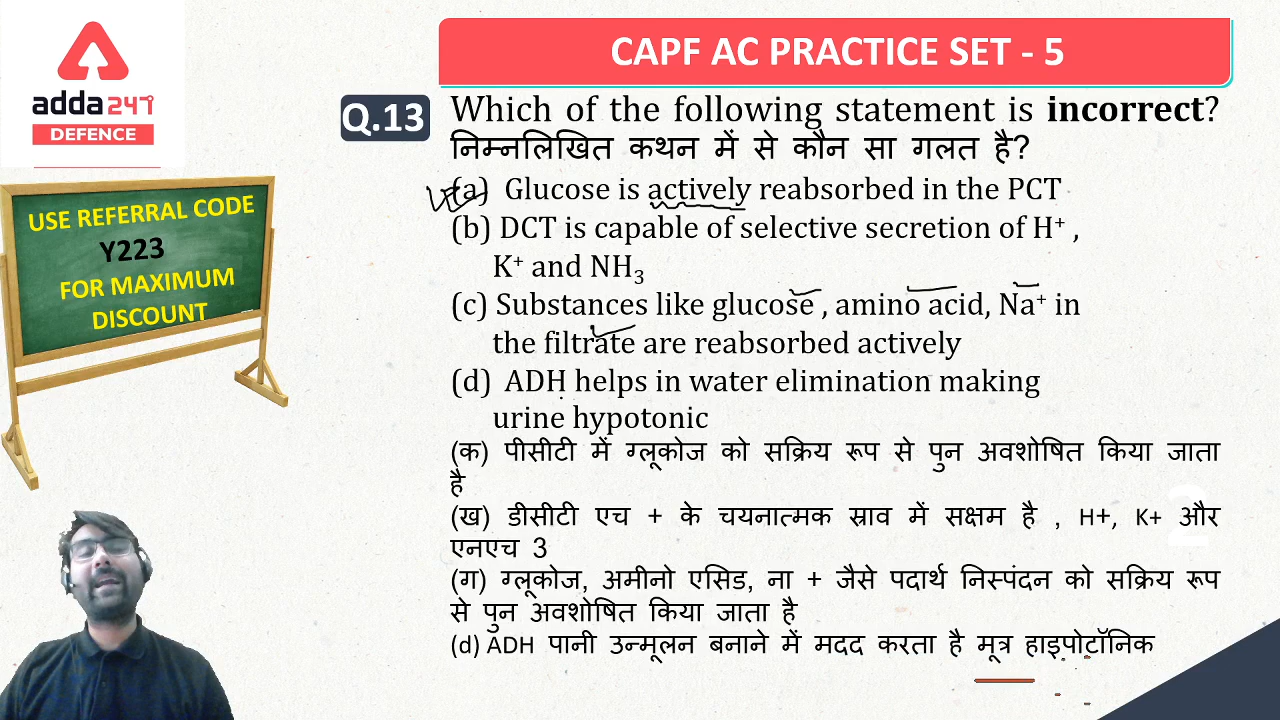 adda247
DEFENCE
USE REFERRAL CODE
Y223
FOR MAXIMUM
DISCOUNT
CAPF AC PRACTICE SET - 5
Q.13 Which of the following statement is incorrect?
निम्नलिखित कथन में से कौन सा गलत है?
(a) Glucose is actively reabsorbed in the PCT
(b) DCT is capable of selective secretion of H⁺ ,
K⁺ and NH₃
(c) Substances like glucose , amino acid, Na⁺ in
the filtrate are reabsorbed actively
(d) ADH helps in water elimination making
urine hypotonic
(क) पीसीटी में ग्लूकोज को सक्रिय रूप से पुन अवशोषित किया जाता
है
(ख) डीसीटी एच + के चयनात्मक स्राव में सक्षम है , H+, K+ और
एनएच 3
(ग) ग्लूकोज, अमीनो एसिड, ना + जैसे पदार्थ निस्पंदन को सक्रिय रूप
से पुन अवशोषित किया जाता है
(d) ADH पानी उन्मूलन बनाने में मदद करता है मूत्र हाइपोटॉनिक
2